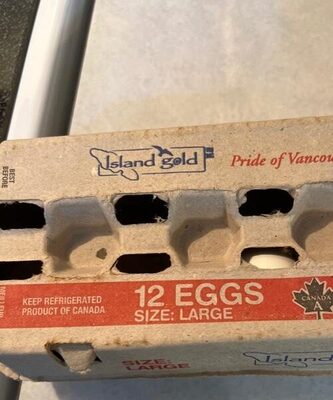 BEST
BEFORE
Island gold
Pride of Vancou
KEEP REFRIGERATED
PRODUCT OF CANADA
12 EGGS
SIZE: LARGE
CANADA
A
SIZE:
LARGE
Island